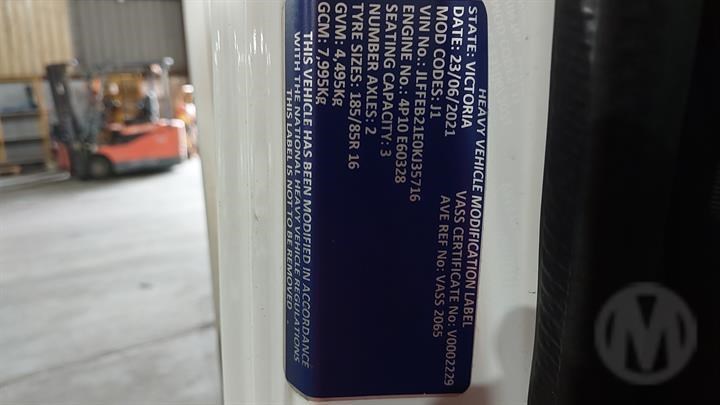 HEAVY VEHICLE MODIFICATION LABEL
STATE: VICTORIA VASS CERTIFICATE No: V0002229
DATE: 23/06/2021 AVE REF No: VASS 2065
MOD CODES: J1
VIN No.: JLFFEB21E0KJ35716
ENGINE No.: 4P10 E60328
SEATING CAPACITY: 3
NUMBER AXLES: 2
TYRE SIZES: 185/85R 16
GVM: 4,495Kg
GCM: 7,995Kg
THIS VEHICLE HAS BEEN MODIFIED IN ACCORDANCE
WITH THE NATIONAL HEAVY VEHICLE REGULATIONS
THIS LABEL IS NOT TO BE REMOVED
M